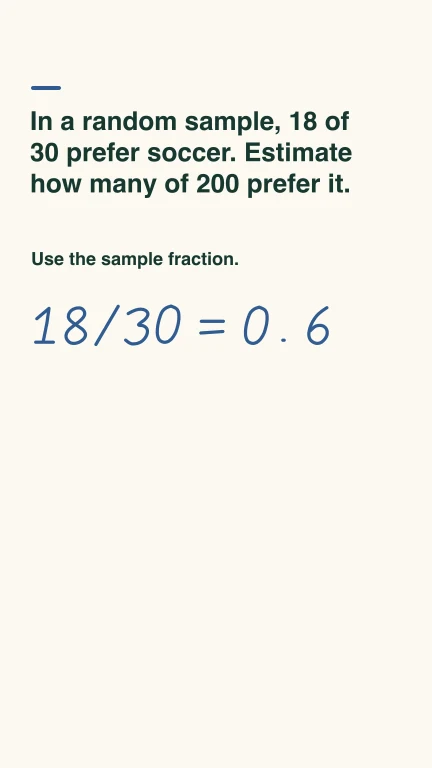 In a random sample, 18 of
30 prefer soccer. Estimate
how many of 200 prefer it.
Use the sample fraction.
18/30 = 0.6